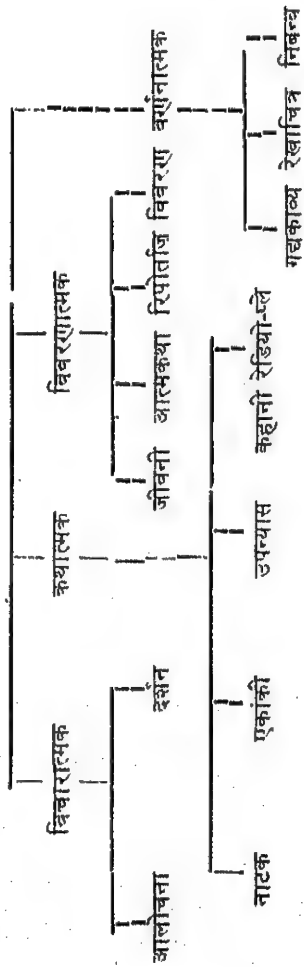 विचारात्मक कथात्मक विवरणात्मक वर्णनात्मक
आलोचना दर्शन जीवनी आत्मकथा रिपोर्ताज विवरण
नाटक एकांकी उपन्यास कहानी रेडियो-प्ले गद्यकाव्य रेखाचित्र निबन्ध